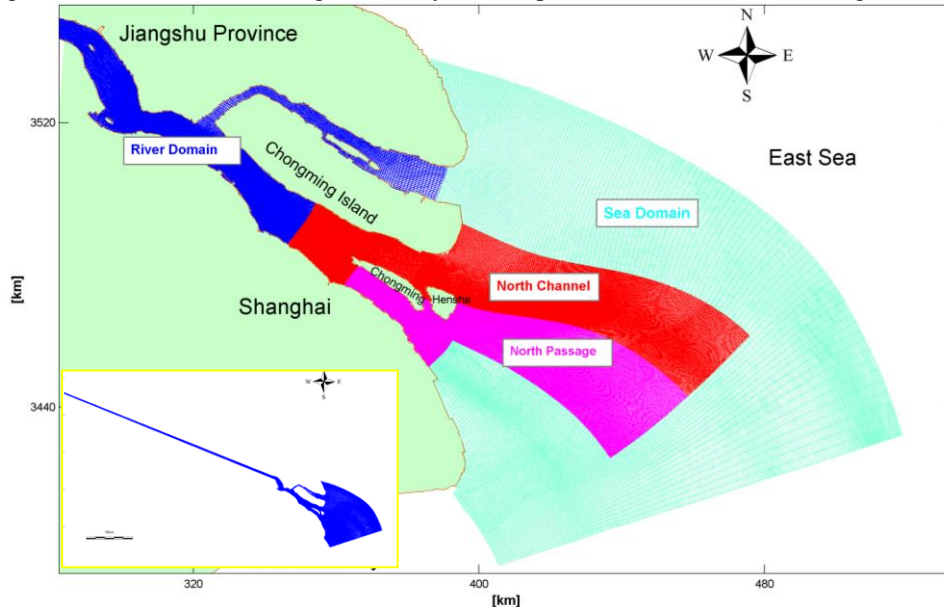 Jiangshu Province
N
W E
S
3520
River Domain
East Sea
Chongming Island
Sea Domain
[km]
North Channel
Chongming
Hensha
Shanghai
North Passage
N
W E
S
3440
320
400
480
[km]